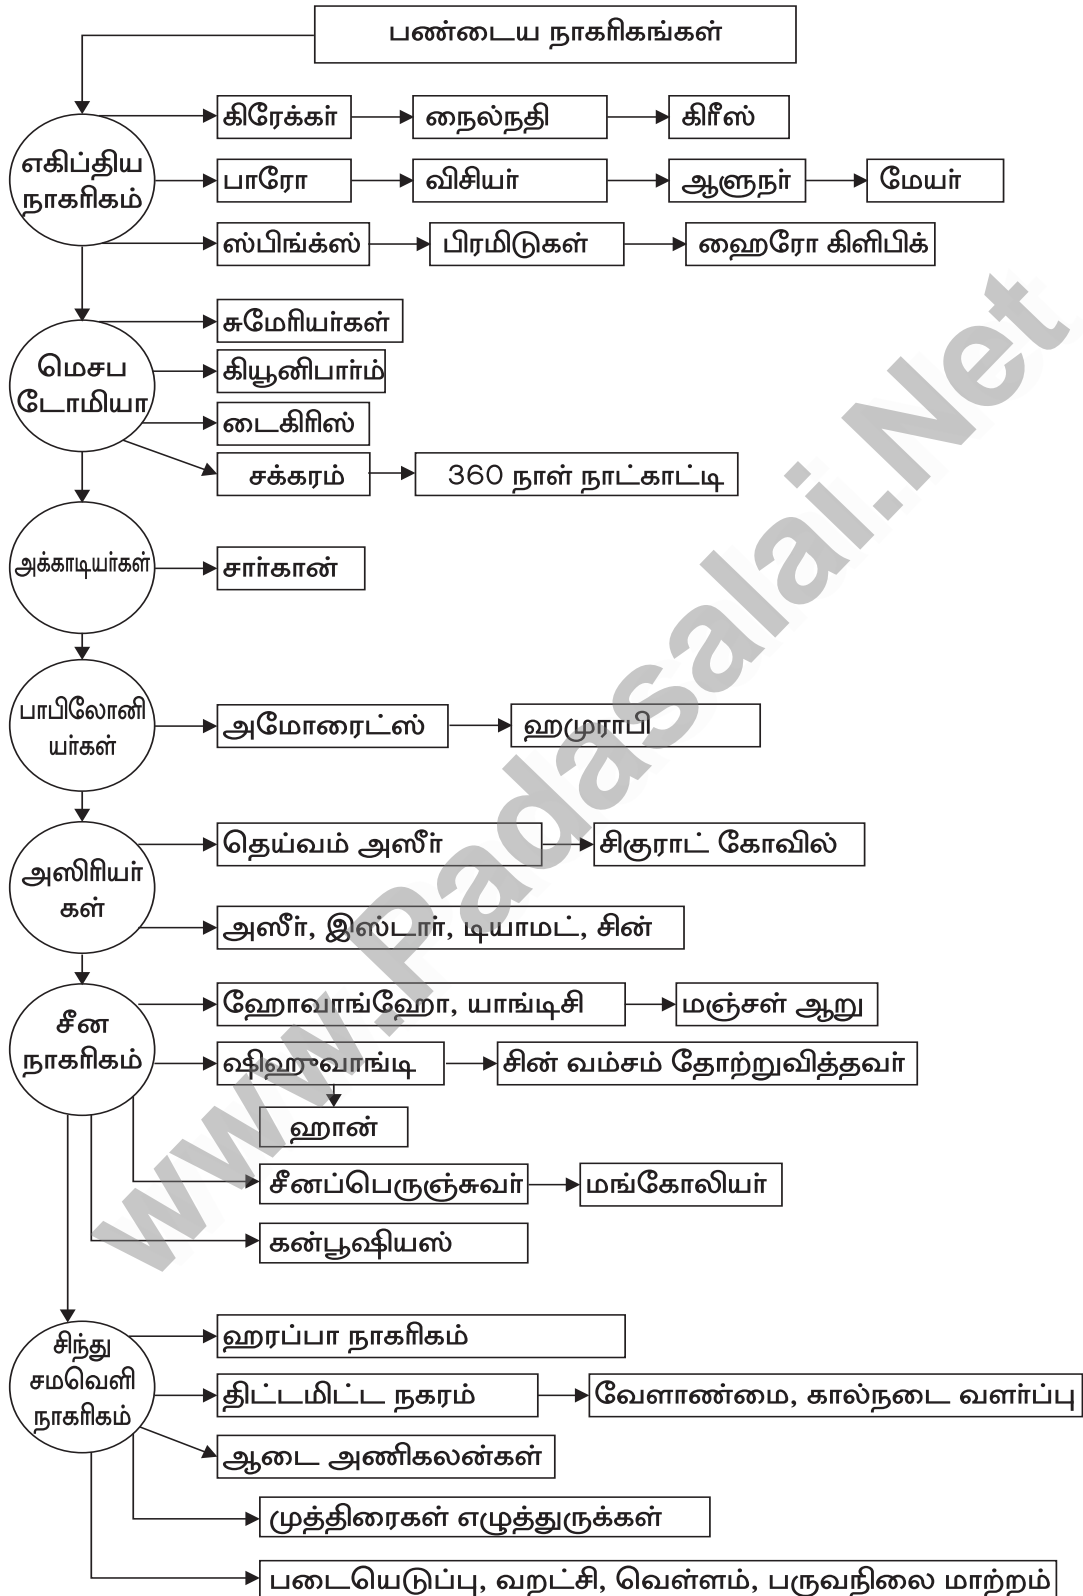 பண்டைய நாகரிகங்கள்
எகிப்திய
நாகரிகம்
கிரேக்கர்
நைல்நதி
கிரீஸ்
பாரோ
விசியர்
ஆளுநர்
மேயர்
ஸ்பிங்க்ஸ்
பிரமிடுகள்
ஹைரோ கிளிபிக்
மெசப
டோமியா
சுமேரியர்கள்
கியூனிபார்ம்
டைகிரிஸ்
சக்கரம்
360 நாள் நாட்காட்டி
அக்காடியர்கள்
சார்கான்
பாபிலோனி
யர்கள்
அமோரைட்ஸ்
ஹமுராபி
அஸிரியர்
கள்
தெய்வம் அஸீர்
சிகுராட் கோவில்
அஸீர், இஸ்டார், டியாமட், சின்
சீன
நாகரிகம்
ஹோவாங்ஹோ, யாங்டிசி
மஞ்சள் ஆறு
ஷிஹுவாங்டி
சின் வம்சம் தோற்றுவித்தவர்
ஹான்
சீனப்பெருஞ்சுவர்
மங்கோலியர்
கன்பூஷியஸ்
சிந்து
சமவெளி
நாகரிகம்
ஹரப்பா நாகரிகம்
திட்டமிட்ட நகரம்
வேளாண்மை, கால்நடை வளர்ப்பு
ஆடை அணிகலன்கள்
முத்திரைகள் எழுத்துருக்கள்
படையெடுப்பு, வறட்சி, வெள்ளம், பருவநிலை மாற்றம்
www.Padasalai.Net